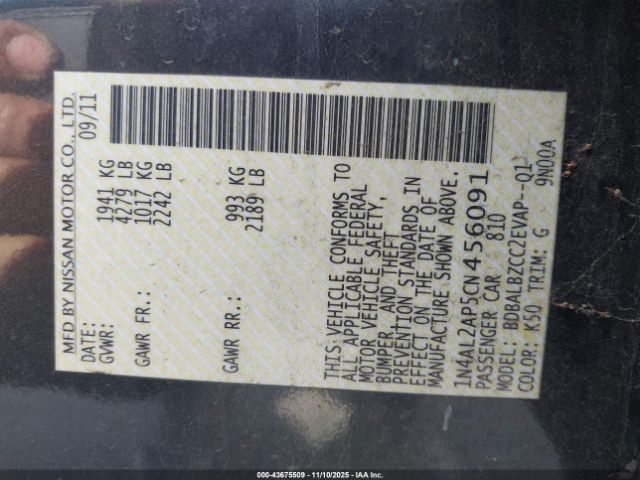 MFD BY NISSAN MOTOR CO., LTD.
DATE: 09/11
GVWR: 1941 KG
4279 LB
GAWR FR.: 1017 KG
2242 LB
GAWR RR.: 993 KG
2189 LB
THIS VEHICLE CONFORMS TO
ALL APPLICABLE FEDERAL
MOTOR VEHICLE SAFETY,
BUMPER, AND THEFT
PREVENTION STANDARDS IN
EFFECT ON THE DATE OF
MANUFACTURE SHOWN ABOVE.
1N4AL2AP5CN456091
PASSENGER CAR 810
MODEL: BDBALBZCC2EVAP--Q1
COLOR: K50 TRIM: G 9N00A
000-43675509 - 11/10/2025 - IAA Inc.